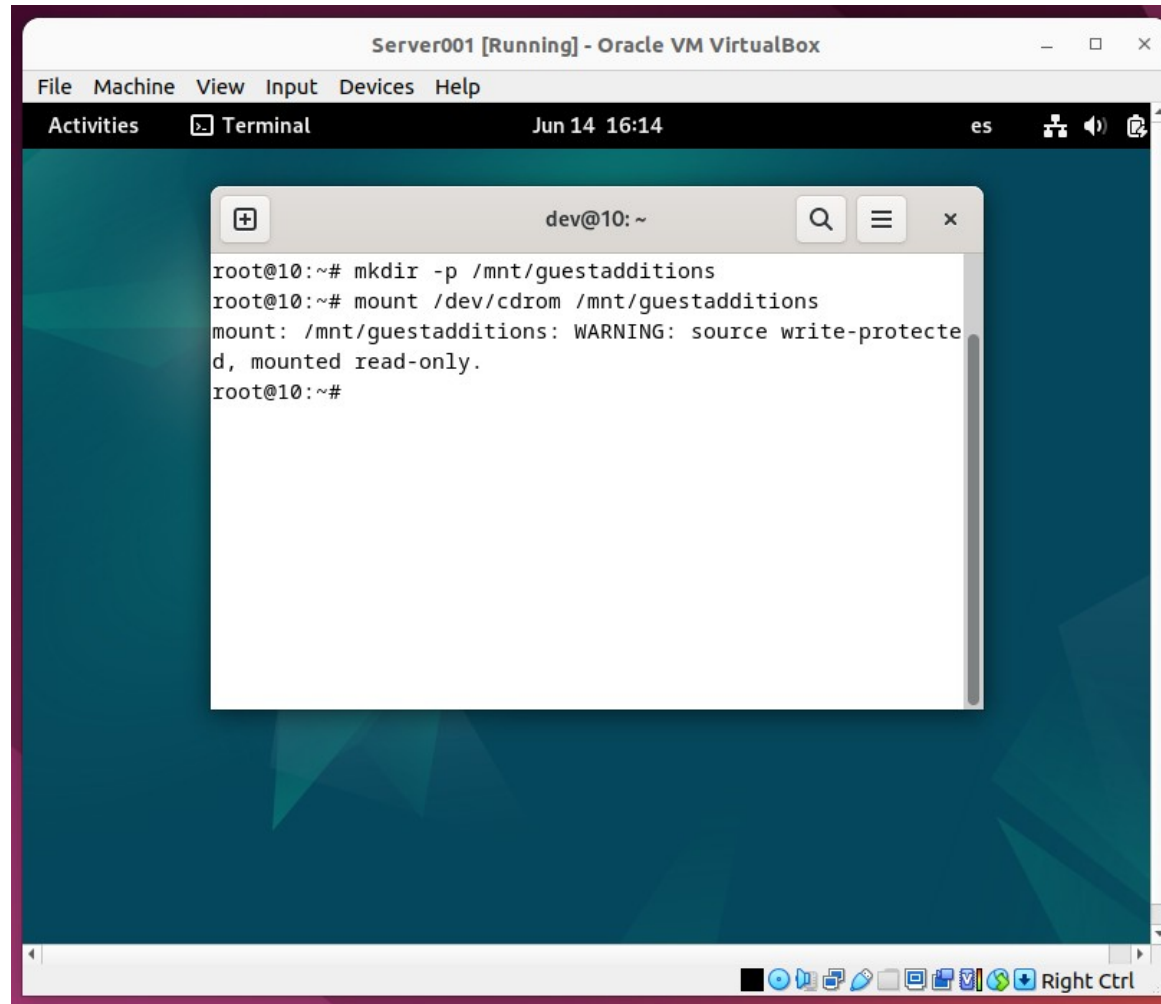 Server001 [Running] - Oracle VM VirtualBox
File Machine View Input Devices Help
Activities Terminal Jun 14 16:14 es
dev@10: ~
root@10:~# mkdir -p /mnt/guestadditions
root@10:~# mount /dev/cdrom /mnt/guestadditions
mount: /mnt/guestadditions: WARNING: source write-protecte
d, mounted read-only.
root@10:~#
Right Ctrl